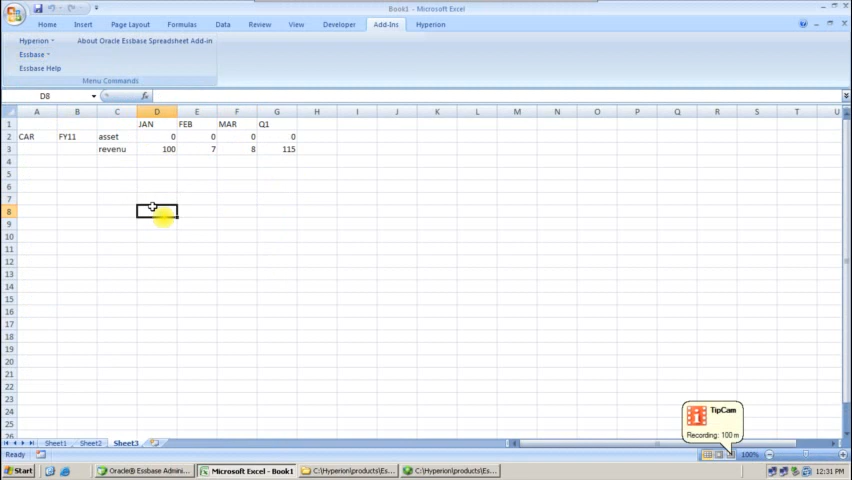 Book1 - Microsoft Excel
Home Insert Page Layout Formulas Data Review View Developer Add-Ins Hyperion
Hyperion About Oracle Essbase Spreadsheet Add-in
Essbase
Essbase Help
Menu Commands
D8 fx
A B C D E F G H I J K L M N O P Q R S T U
1 JAN FEB MAR Q1
2 CAR FY11 asset 0 0 0 0
3 revenu 100 7 8 115
4
5
6
7
8
9
10
11
12
13
14
15
16
17
18
19
20
21
22
23
24
25
26
TipCam
Recording: 100 m
Sheet1 Sheet2 Sheet3
Ready 100%
Start Oracle® Essbase Adminis... Microsoft Excel - Book1 C:\Hyperion\products\Es... C:\Hyperion\products\Es... 12:31 PM